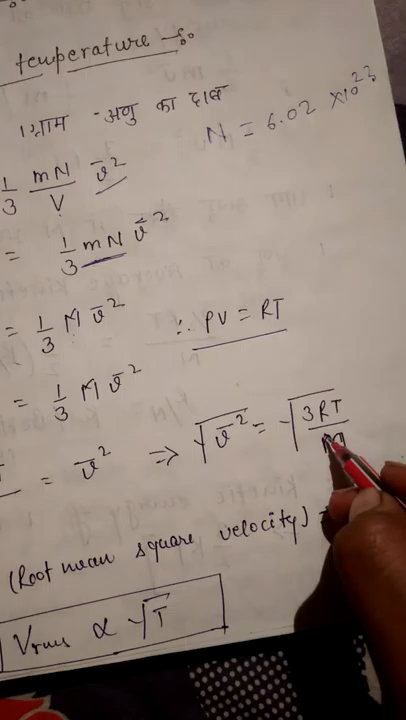 temperature -:
1 ग्राम - अणु का दाब
N = 6.02 × 10²³
1/3 mN/V v̄²
= 1/3 mN v̄²
= 1/3 M v̄²
∴ PV = RT
= 1/3 M v̄²
= v̄² ⇒ √v̄² = √(3RT/M)
(Root mean square velocity) =
Vrms ∝ √T